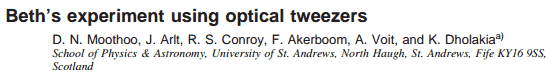 Beth's experiment using optical tweezers
D. N. Moothoo, J. Arlt, R. S. Conroy, F. Akerboom, A. Voit, and K. Dholakia a)
School of Physics & Astronomy, University of St. Andrews, North Haugh, St. Andrews, Fife KY16 9SS,
Scotland